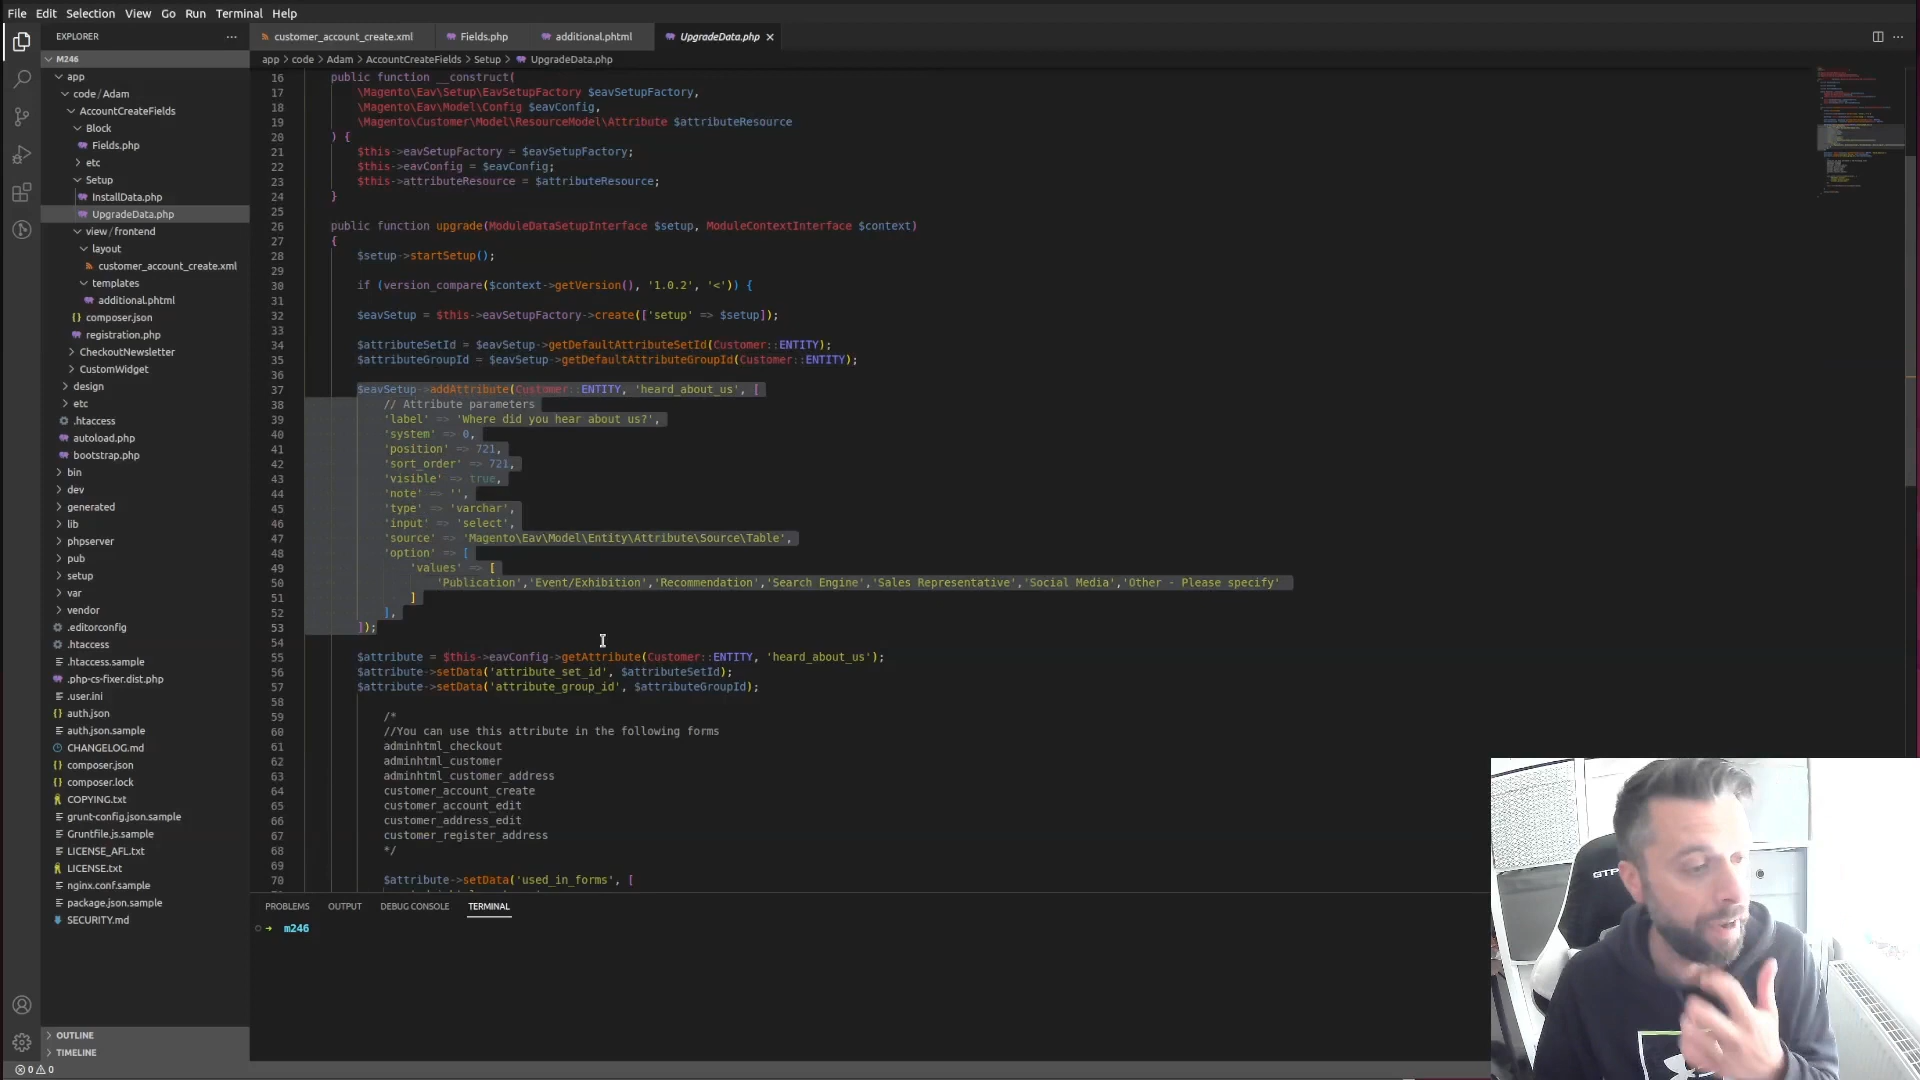 File Edit Selection View Go Run Terminal Help
EXPLORER ...
M246
app
code / Adam
AccountCreateFields
Block
Fields.php
etc
Setup
InstallData.php
UpgradeData.php
view / frontend
layout
customer_account_create.xml
templates
additional.phtml
composer.json
registration.php
CheckoutNewsletter
CustomWidget
design
etc
.htaccess
autoload.php
bootstrap.php
bin
dev
generated
lib
phpserver
pub
setup
var
vendor
.editorconfig
.htaccess
.htaccess.sample
.php-cs-fixer.dist.php
.user.ini
auth.json
auth.json.sample
CHANGELOG.md
composer.json
composer.lock
COPYING.txt
grunt-config.json.sample
Gruntfile.js.sample
LICENSE_AFL.txt
LICENSE.txt
nginx.conf.sample
package.json.sample
SECURITY.md
OUTLINE
TIMELINE
0 0
customer_account_create.xml Fields.php additional.phtml UpgradeData.php
app > code > Adam > AccountCreateFields > Setup > UpgradeData.php
16 public function __construct(
17 \Magento\Eav\Setup\EavSetupFactory $eavSetupFactory,
18 \Magento\Eav\Model\Config $eavConfig,
19 \Magento\Customer\Model\ResourceModel\Attribute $attributeResource
20 ) {
21 $this->eavSetupFactory = $eavSetupFactory;
22 $this->eavConfig = $eavConfig;
23 $this->attributeResource = $attributeResource;
24 }
25
26 public function upgrade(ModuleDataSetupInterface $setup, ModuleContextInterface $context)
27 {
28 $setup->startSetup();
29
30 if (version_compare($context->getVersion(), '1.0.2', '<')) {
31
32 $eavSetup = $this->eavSetupFactory->create(['setup' => $setup]);
33
34 $attributeSetId = $eavSetup->getDefaultAttributeSetId(Customer::ENTITY);
35 $attributeGroupId = $eavSetup->getDefaultAttributeGroupId(Customer::ENTITY);
36
37 $eavSetup->addAttribute(Customer::ENTITY, 'heard_about_us', [
38 // Attribute parameters
39 'label' => 'Where did you hear about us?',
40 'system' => 0,
41 'position' => 721,
42 'sort_order' => 721,
43 'visible' => true,
44 'note' => '',
45 'type' => 'varchar',
46 'input' => 'select',
47 'source' => 'Magento\Eav\Model\Entity\Attribute\Source\Table',
48 'option' => [
49 'values' => [
50 'Publication','Event/Exhibition','Recommendation','Search Engine','Sales Representative','Social Media','Other - Please specify'
51 ]
52 ],
53 ]);
54
55 $attribute = $this->eavConfig->getAttribute(Customer::ENTITY, 'heard_about_us');
56 $attribute->setData('attribute_set_id', $attributeSetId);
57 $attribute->setData('attribute_group_id', $attributeGroupId);
58
59 /*
60 //You can use this attribute in the following forms
61 adminhtml_checkout
62 adminhtml_customer
63 adminhtml_customer_address
64 customer_account_create
65 customer_account_edit
66 customer_address_edit
67 customer_register_address
68 */
69
70 $attribute->setData('used_in_forms', [
PROBLEMS OUTPUT DEBUG CONSOLE TERMINAL
m246
GTP